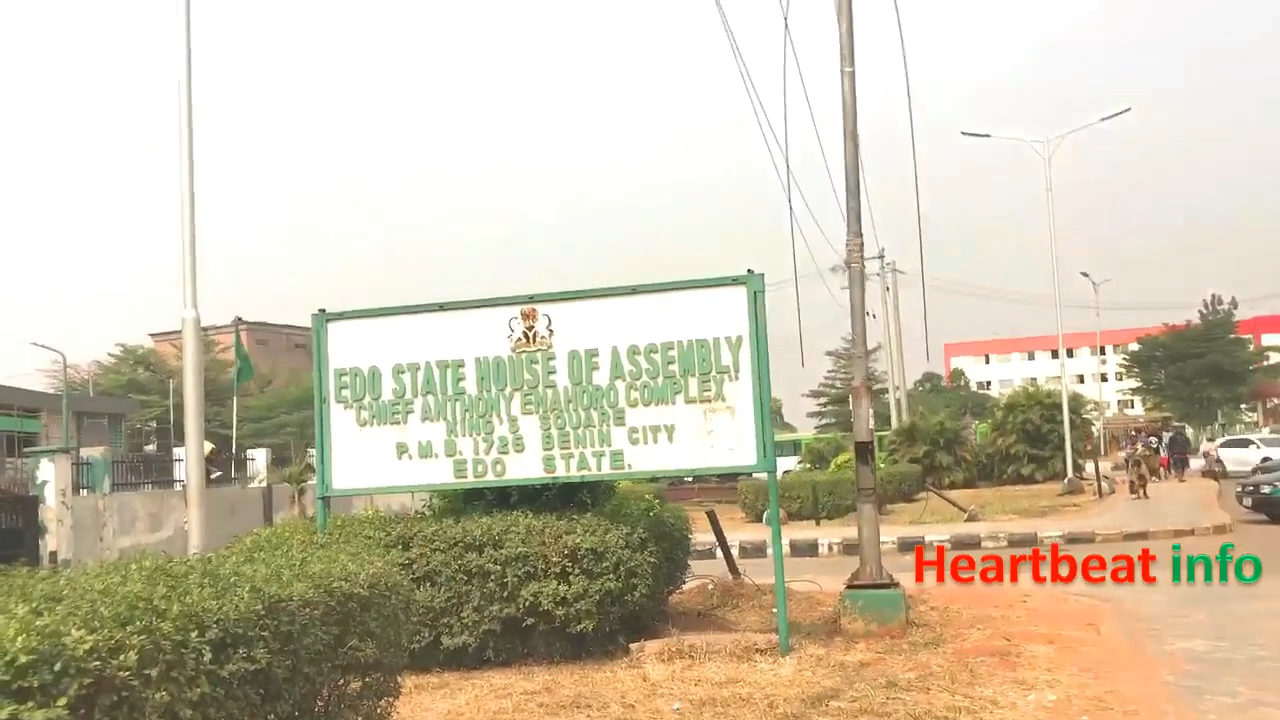 EDO STATE HOUSE OF ASSEMBLY
"CHIEF ANTHONY ENAHORO COMPLEX"
KING'S SQUARE
P.M.B. 1726 BENIN CITY
EDO STATE.
Heartbeat info